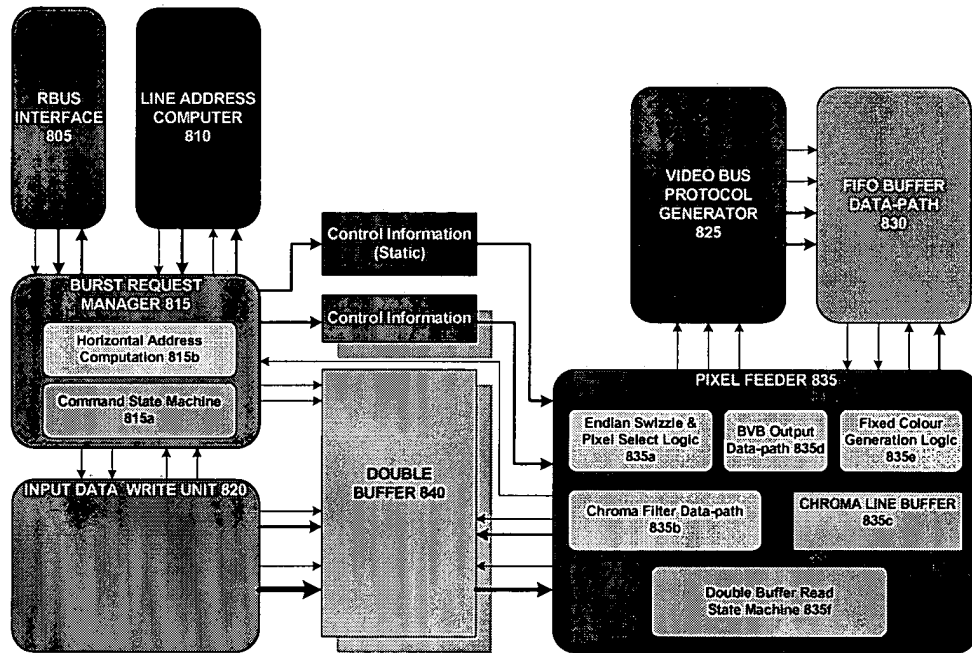 RBUS
INTERFACE
805
LINE ADDRESS
COMPUTER
810
VIDEO BUS
PROTOCOL
GENERATOR
825
FIFO BUFFER
DATA-PATH
830
Control Information
(Static)
Control Information
BURST REQUEST
MANAGER 815
Horizontal Address
Computation 815b
Command State Machine
815a
INPUT DATA WRITE UNIT 820
DOUBLE
BUFFER 840
PIXEL FEEDER 835
Endian Swizzle &
Pixel Select Logic
835a
BVB Output
Data-path 835d
Fixed Colour
Generation Logic
835e
Chroma Filter Data-path
835b
CHROMA LINE BUFFER
835c
Double Buffer Read
State Machine 835f